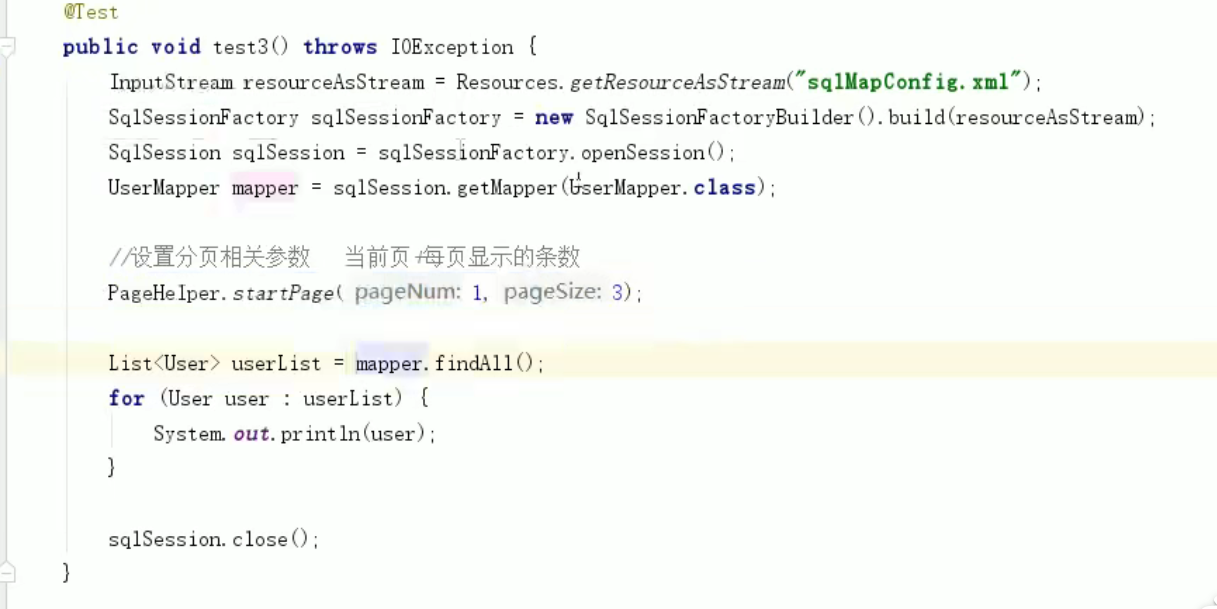 @Test
public void test3() throws IOException {
InputStream resourceAsStream = Resources.getResourceAsStream("sqlMapConfig.xml");
SqlSessionFactory sqlSessionFactory = new SqlSessionFactoryBuilder().build(resourceAsStream);
SqlSession sqlSession = sqlSessionFactory.openSession();
UserMapper mapper = sqlSession.getMapper(UserMapper.class);
//设置分页相关参数 当前页+每页显示的条数
PageHelper.startPage( pageNum: 1, pageSize: 3);
List<User> userList = mapper.findAll();
for (User user : userList) {
System.out.println(user);
}
sqlSession.close();
}